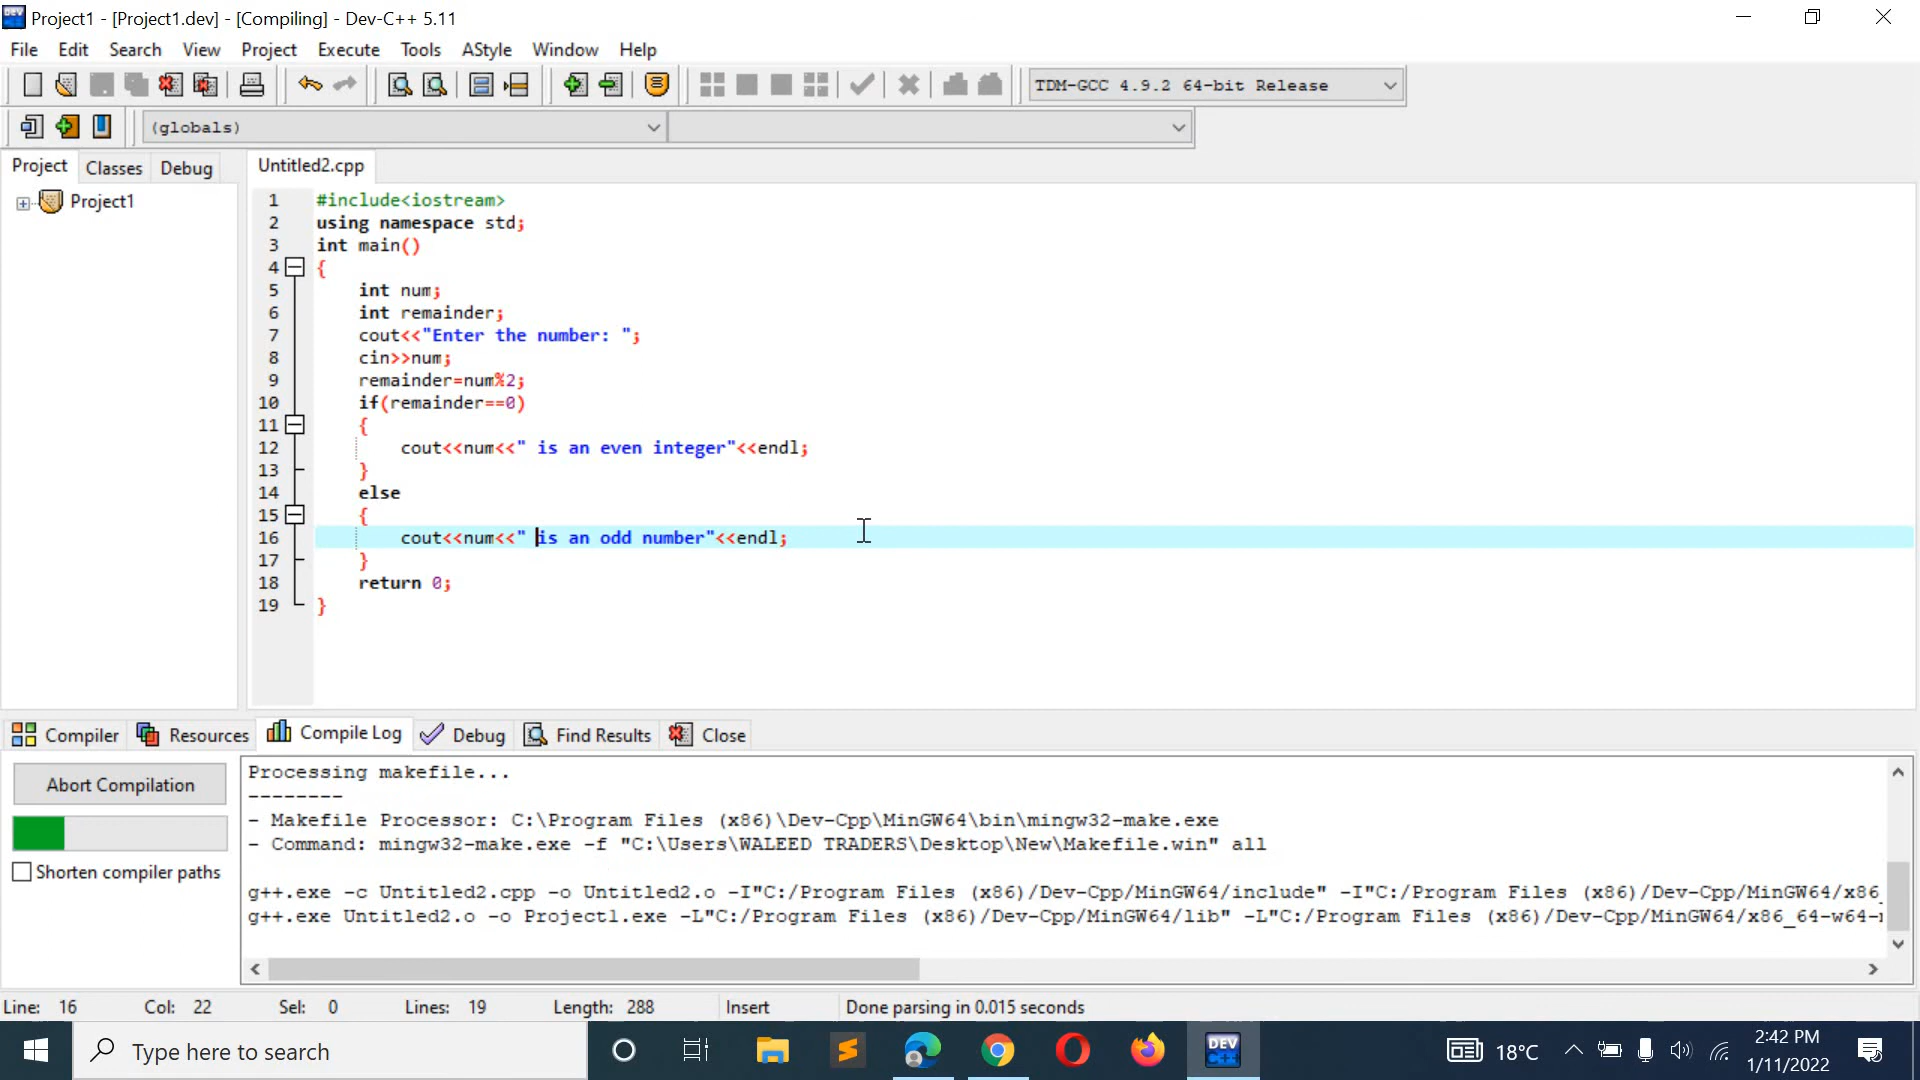 Project1 - [Project1.dev] - [Compiling] - Dev-C++ 5.11
File Edit Search View Project Execute Tools AStyle Window Help
TDM-GCC 4.9.2 64-bit Release
(globals)
Project Classes Debug Untitled2.cpp
Project1
1 #include<iostream>
2 using namespace std;
3 int main()
4 {
5 int num;
6 int remainder;
7 cout<<"Enter the number: ";
8 cin>>num;
9 remainder=num%2;
10 if(remainder==0)
11 {
12 cout<<num<<" is an even integer"<<endl;
13 }
14 else
15 {
16 cout<<num<<" is an odd number"<<endl;
17 }
18 return 0;
19 }
Compiler Resources Compile Log Debug Find Results Close
Abort Compilation
Shorten compiler paths
Processing makefile...
--------
- Makefile Processor: C:\Program Files (x86)\Dev-Cpp\MinGW64\bin\mingw32-make.exe
- Command: mingw32-make.exe -f "C:\Users\WALEED TRADERS\Desktop\New\Makefile.win" all
g++.exe -c Untitled2.cpp -o Untitled2.o -I"C:/Program Files (x86)/Dev-Cpp/MinGW64/include" -I"C:/Program Files (x86)/Dev-Cpp/MinGW64/x86_
g++.exe Untitled2.o -o Project1.exe -L"C:/Program Files (x86)/Dev-Cpp/MinGW64/lib" -L"C:/Program Files (x86)/Dev-Cpp/MinGW64/x86_64-w64-
Line: 16 Col: 22 Sel: 0 Lines: 19 Length: 288 Insert Done parsing in 0.015 seconds
Type here to search
DEV C++
18°C
2:42 PM
1/11/2022